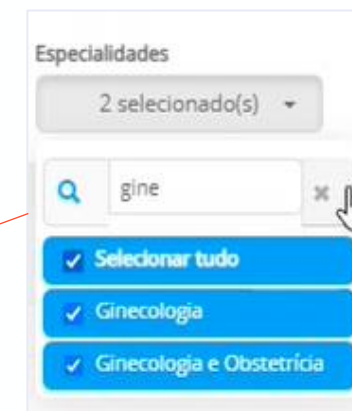 Especialidades
2 selecionado(s)
gine
Selecionar tudo
Ginecologia
Ginecologia e Obstetrícia